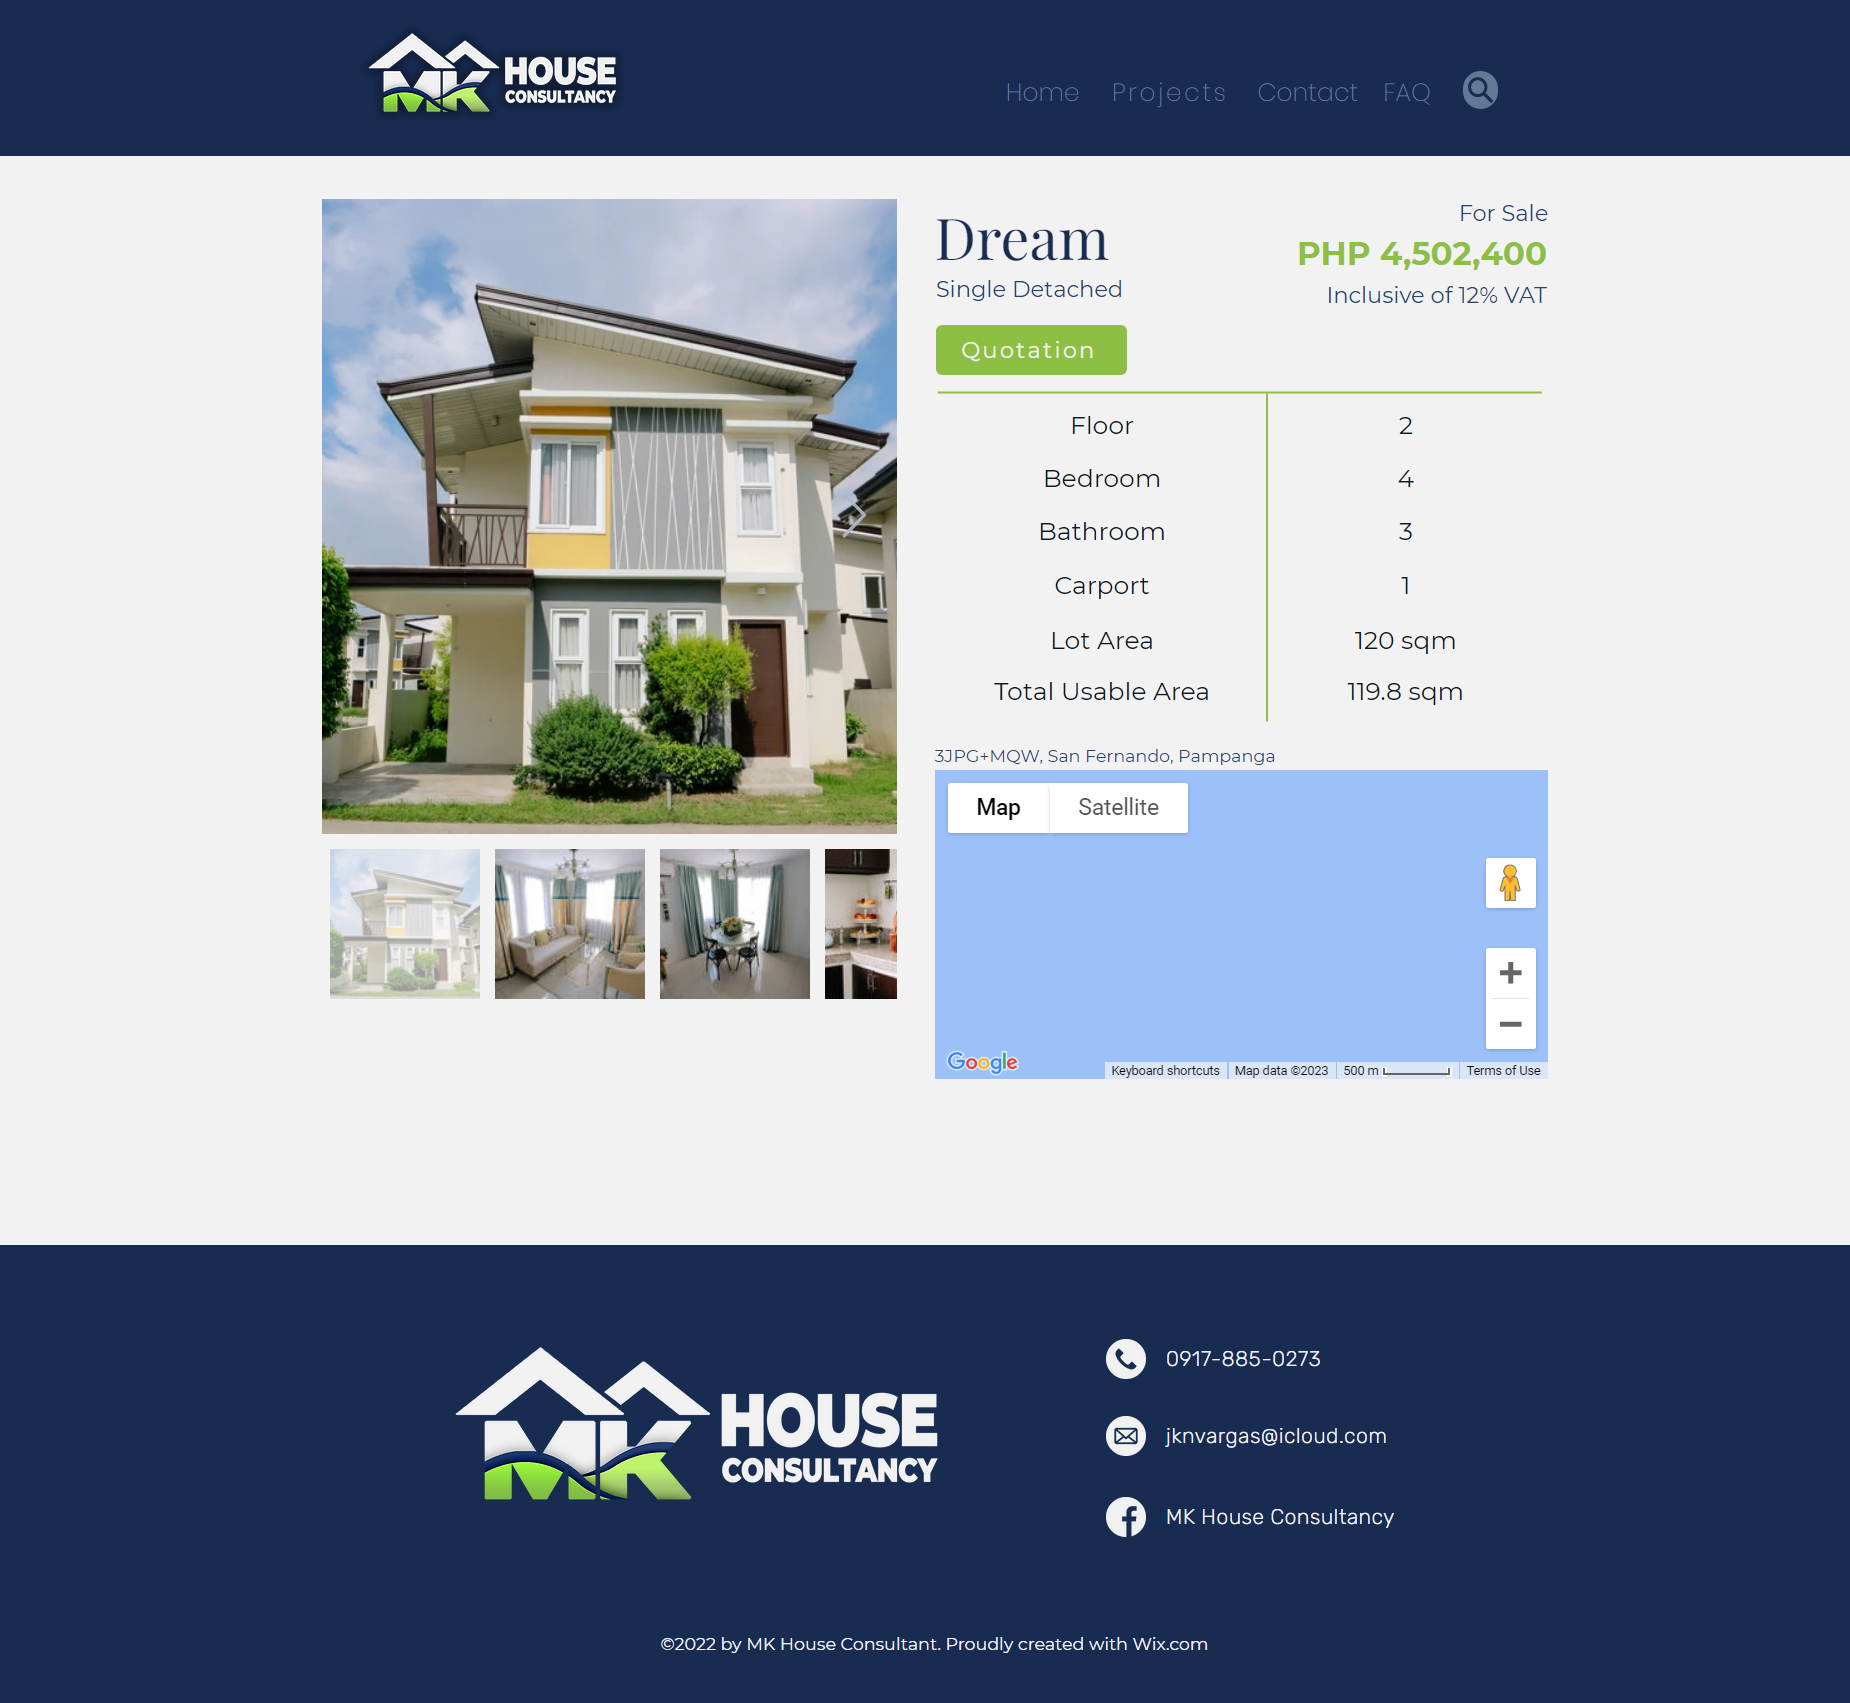 MK HOUSE
CONSULTANCY
Home Projects Contact FAQ
Dream
Single Detached
For Sale
PHP 4,502,400
Inclusive of 12% VAT
Quotation
Floor 2
Bedroom 4
Bathroom 3
Carport 1
Lot Area 120 sqm
Total Usable Area 119.8 sqm
3JPG+MQW, San Fernando, Pampanga
Map Satellite
Google
Keyboard shortcuts Map data ©2023 500 m Terms of Use
MK HOUSE
CONSULTANCY
0917-885-0273
jknvargas@icloud.com
MK House Consultancy
©2022 by MK House Consultant. Proudly created with Wix.com